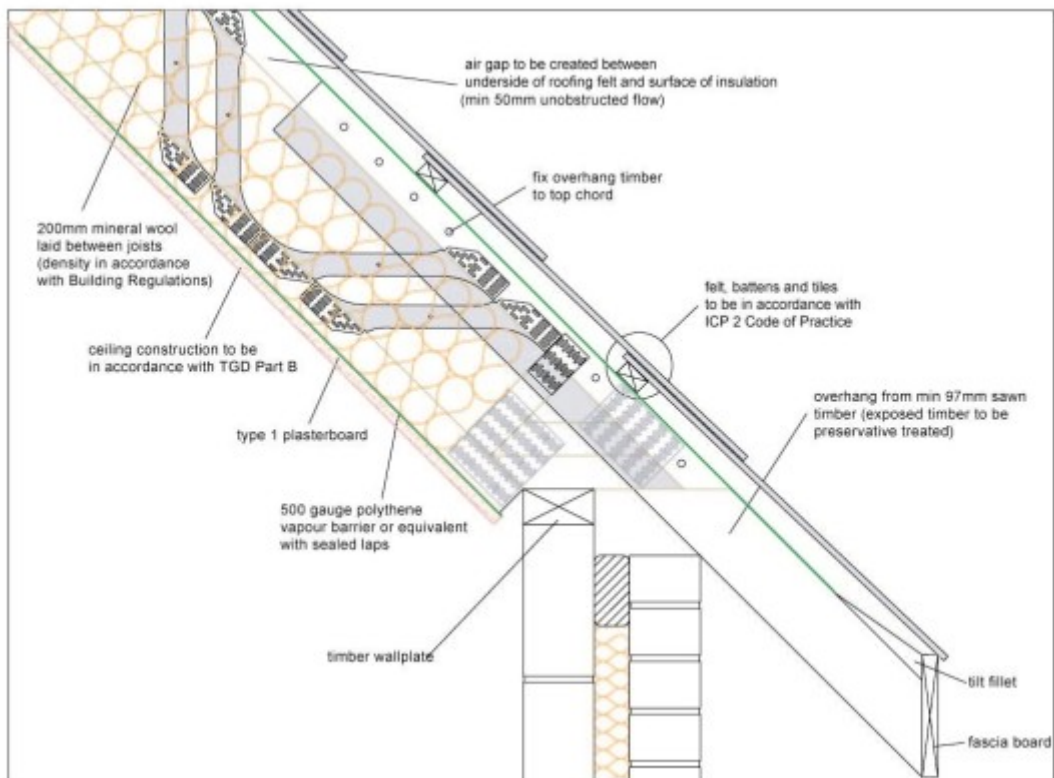 air gap to be created between
underside of roofing felt and surface of insulation
(min 50mm unobstructed flow)
fix overhang timber
to top chord
200mm mineral wool
laid between joists
(density in accordance
with Building Regulations)
felt, battens and tiles
to be in accordance with
ICP 2 Code of Practice
ceiling construction to be
in accordance with TGD Part B
overhang from min 97mm sawn
timber (exposed timber to be
preservative treated)
type 1 plasterboard
500 gauge polythene
vapour barrier or equivalent
with sealed laps
timber wallplate
tilt fillet
fascia board